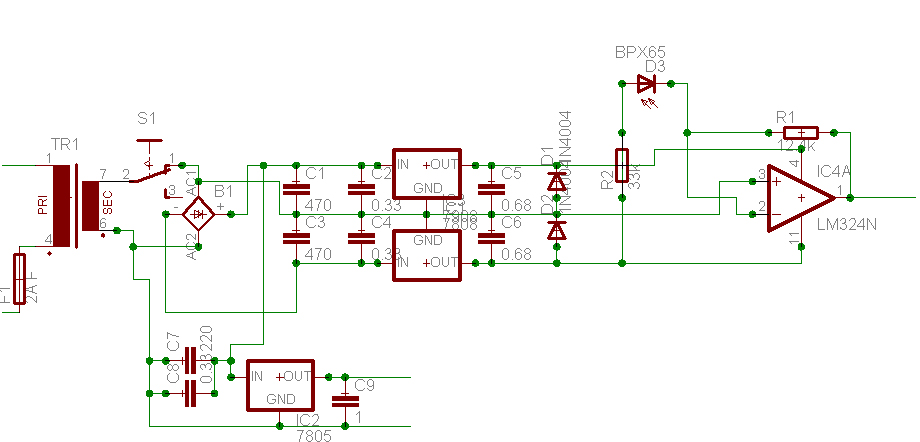 BPX65
D3
S1
TR1
1
7
2
1
3
PRI
SEC
4
6
AC1
AC2
B1
-
+
F1
2A F
C1
470
C2
0.33
C3
470
C4
0.33
IN
+OUT
GND
7808
GND
IN
+OUT
C5
0.68
C6
0.68
D1
1N4004
D2
1N4004
R2
33K
R1
3
2
4
11
1
IC4A
LM324N
C7
220
C8
0.33
IN
+OUT
GND
IC2
7805
C9
1